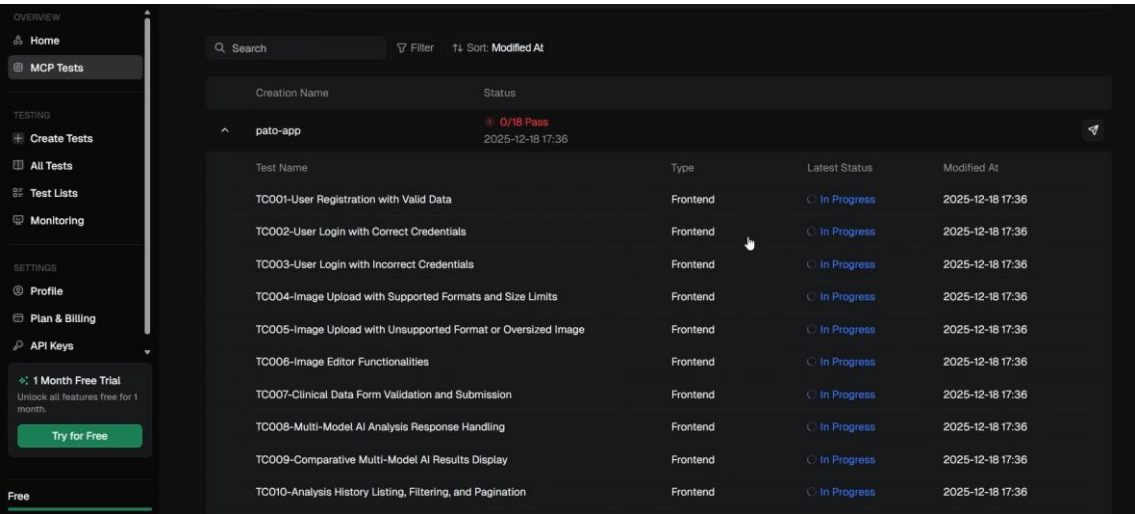 OVERVIEW
Home
MCP Tests
TESTING
Create Tests
All Tests
Test Lists
Monitoring
SETTINGS
Profile
Plan & Billing
API Keys
1 Month Free Trial
Unlock all features free for 1
month.
Try for Free
Free
Search
Filter
Sort: Modified At
Creation Name Status
pato-app 0/18 Pass
2025-12-18 17:36
Test Name Type Latest Status Modified At
TC001-User Registration with Valid Data Frontend In Progress 2025-12-18 17:36
TC002-User Login with Correct Credentials Frontend In Progress 2025-12-18 17:36
TC003-User Login with Incorrect Credentials Frontend In Progress 2025-12-18 17:36
TC004-Image Upload with Supported Formats and Size Limits Frontend In Progress 2025-12-18 17:36
TC005-Image Upload with Unsupported Format or Oversized Image Frontend In Progress 2025-12-18 17:36
TC006-Image Editor Functionalities Frontend In Progress 2025-12-18 17:36
TC007-Clinical Data Form Validation and Submission Frontend In Progress 2025-12-18 17:36
TC008-Multi-Model AI Analysis Response Handling Frontend In Progress 2025-12-18 17:36
TC009-Comparative Multi-Model AI Results Display Frontend In Progress 2025-12-18 17:36
TC010-Analysis History Listing, Filtering, and Pagination Frontend In Progress 2025-12-18 17:36